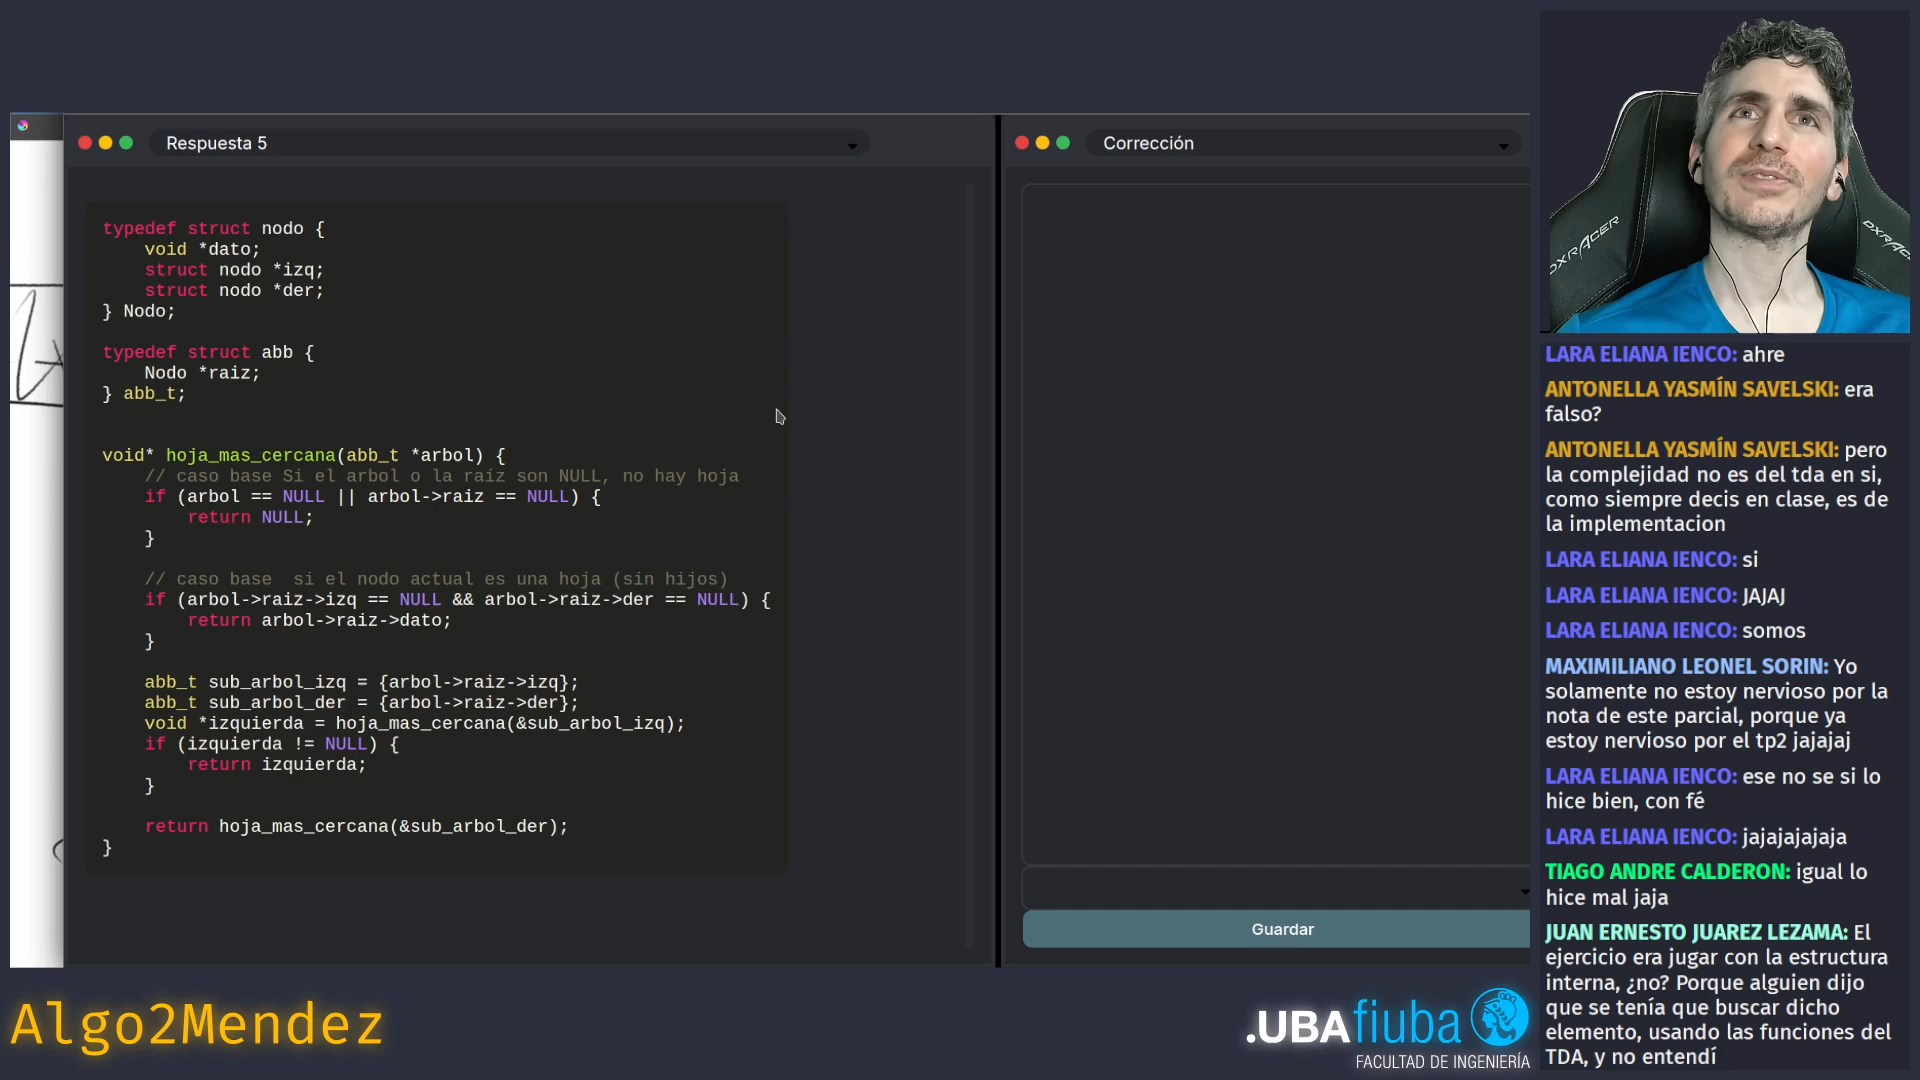 Respuesta 5
typedef struct nodo {
    void *dato;
    struct nodo *izq;
    struct nodo *der;
} Nodo;

typedef struct abb {
    Nodo *raiz;
} abb_t;

void* hoja_mas_cercana(abb_t *arbol) {
    // caso base Si el arbol o la raíz son NULL, no hay hoja
    if (arbol == NULL || arbol->raiz == NULL) {
        return NULL;
    }

    // caso base  si el nodo actual es una hoja (sin hijos)
    if (arbol->raiz->izq == NULL && arbol->raiz->der == NULL) {
        return arbol->raiz->dato;
    }

    abb_t sub_arbol_izq = {arbol->raiz->izq};
    abb_t sub_arbol_der = {arbol->raiz->der};
    void *izquierda = hoja_mas_cercana(&sub_arbol_izq);
    if (izquierda != NULL) {
        return izquierda;
    }

    return hoja_mas_cercana(&sub_arbol_der);
}
Corrección
Guardar
DXRACER
DXRACER
LARA ELIANA IENCO: ahre
ANTONELLA YASMÍN SAVELSKI: era
falso?
ANTONELLA YASMÍN SAVELSKI: pero
la complejidad no es del tda en si,
como siempre decis en clase, es de
la implementacion
LARA ELIANA IENCO: si
LARA ELIANA IENCO: JAJAJ
LARA ELIANA IENCO: somos
MAXIMILIANO LEONEL SORIN: Yo
solamente no estoy nervioso por la
nota de este parcial, porque ya
estoy nervioso por el tp2 jajajaj
LARA ELIANA IENCO: ese no se si lo
hice bien, con fé
LARA ELIANA IENCO: jajajajajaja
TIAGO ANDRE CALDERON: igual lo
hice mal jaja
JUAN ERNESTO JUAREZ LEZAMA: El
ejercicio era jugar con la estructura
interna, ¿no? Porque alguien dijo
que se tenía que buscar dicho
elemento, usando las funciones del
TDA, y no entendí
Algo2Mendez
.UBAfiuba
FACULTAD DE INGENIERÍA